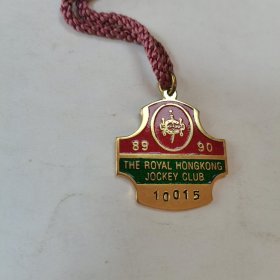 89 90
THE ROYAL HONGKONG
JOCKEY CLUB
10015